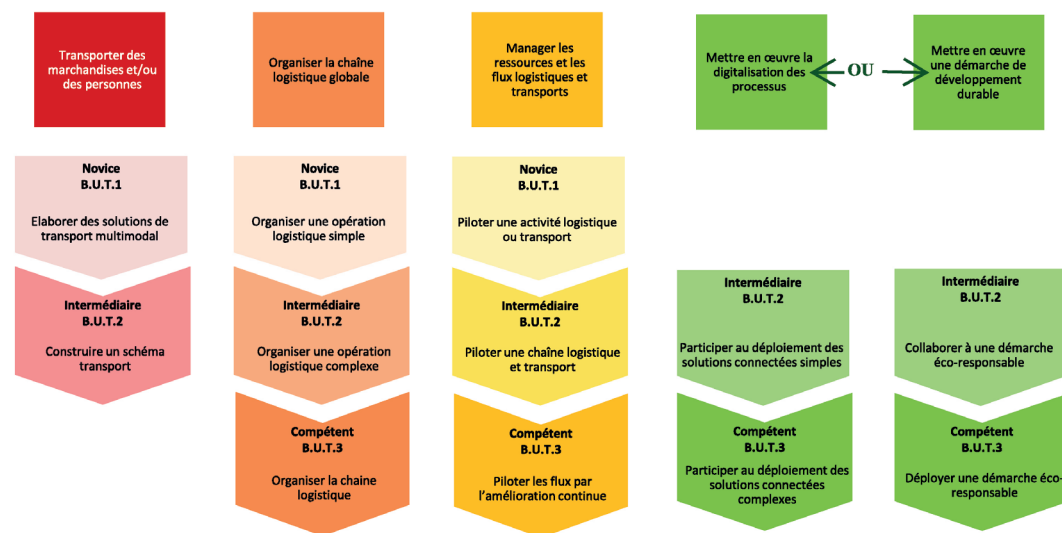 Transporter des
marchandises et/ou
des personnes
Organiser la chaîne
logistique globale
Manager les
ressources et les
flux logistiques et
transports
Mettre en œuvre la
digitalisation des
processus
OU
Mettre en œuvre
une démarche de
développement
durable
Novice
B.U.T.1
Elaborer des solutions de
transport multimodal
Novice
B.U.T.1
Organiser une opération
logistique simple
Novice
B.U.T.1
Piloter une activité logistique
ou transport
Intermédiaire
B.U.T.2
Construire un schéma
transport
Intermédiaire
B.U.T.2
Organiser une opération
logistique complexe
Intermédiaire
B.U.T.2
Piloter une chaîne logistique
et transport
Intermédiaire
B.U.T.2
Participer au déploiement des
solutions connectées simples
Intermédiaire
B.U.T.2
Collaborer à une démarche
éco-responsable
Compétent
B.U.T.3
Organiser la chaine
logistique
Compétent
B.U.T.3
Piloter les flux par
l'amélioration continue
Compétent
B.U.T.3
Participer au déploiement des
solutions connectées
complexes
Compétent
B.U.T.3
Déployer une démarche éco-
responsable